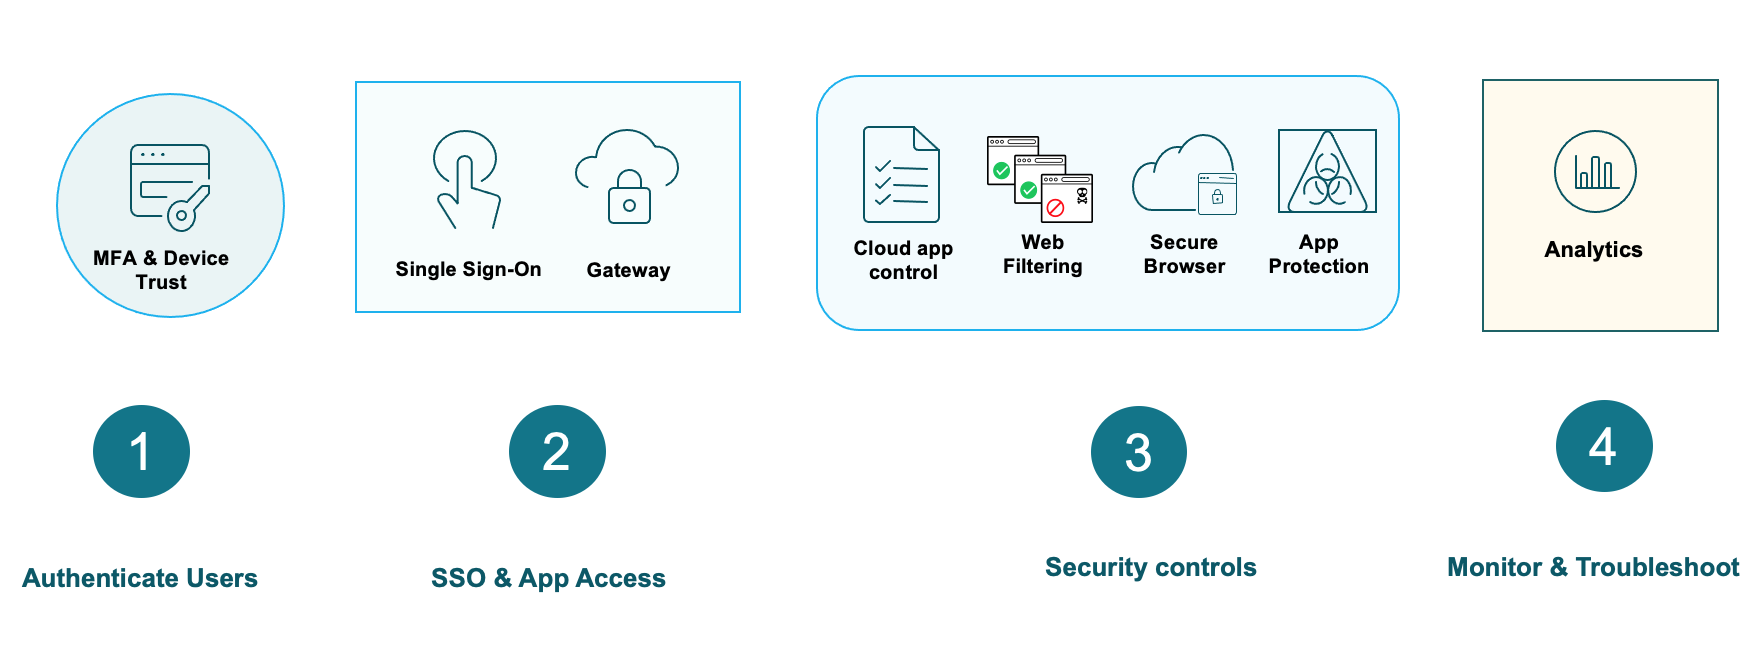 MFA & Device
Trust
Single Sign-On
Gateway
Cloud app
control
Web
Filtering
Secure
Browser
App
Protection
Analytics
1
2
3
4
Authenticate Users
SSO & App Access
Security controls
Monitor & Troubleshoot